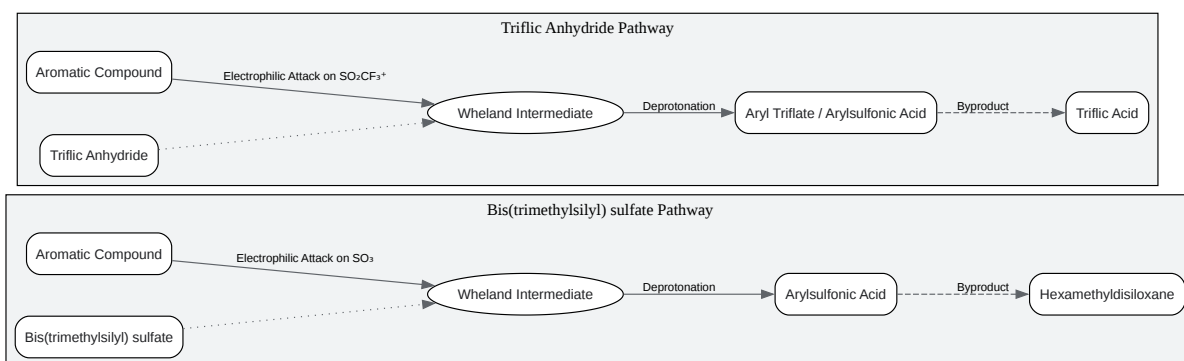 Triflic Anhydride Pathway
Aromatic Compound
Electrophilic Attack on SO₂CF₃⁺
Triflic Anhydride
Wheland Intermediate
Deprotonation
Aryl Triflate / Arylsulfonic Acid
Byproduct
Triflic Acid
Bis(trimethylsilyl) sulfate Pathway
Aromatic Compound
Electrophilic Attack on SO₃
Bis(trimethylsilyl) sulfate
Wheland Intermediate
Deprotonation
Arylsulfonic Acid
Byproduct
Hexamethyldisiloxane